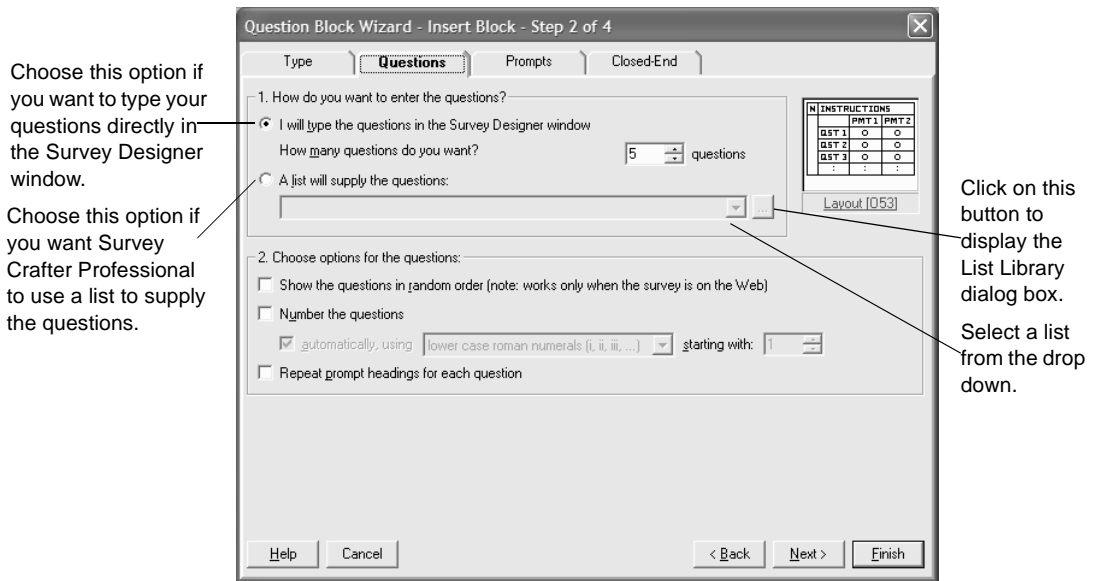 Question Block Wizard - Insert Block - Step 2 of 4
Type
Questions
Prompts
Closed-End
Choose this option if
you want to type your
questions directly in
the Survey Designer
window.
Choose this option if
you want Survey
Crafter Professional
to use a list to supply
the questions.
1. How do you want to enter the questions?
I will type the questions in the Survey Designer window
How many questions do you want?
5
questions
A list will supply the questions:
...
N INSTRUCTIONS
PMT1 PMT2
QST 1 O O
QST 2 O O
QST 3 O O
: : :
Layout [O53]
2. Choose options for the questions:
Show the questions in random order (note: works only when the survey is on the Web)
Number the questions
automatically, using
lower case roman numerals (i, ii, iii, ...)
starting with:
1
Repeat prompt headings for each question
Click on this
button to
display the
List Library
dialog box.
Select a list
from the drop
down.
Help
Cancel
< Back
Next >
Finish